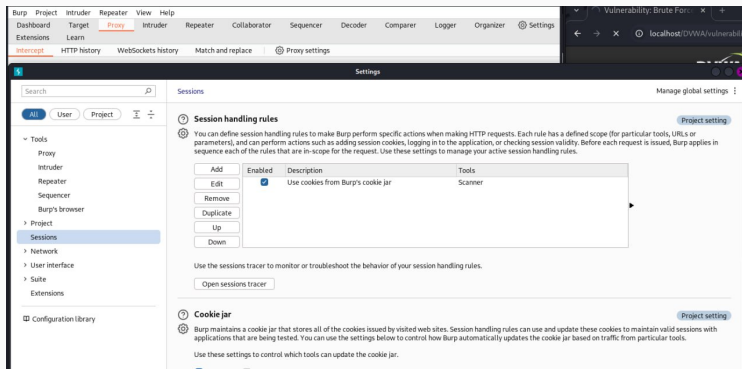 Burp Project Intruder Repeater View Help
Dashboard Target Proxy Intruder Repeater Collaborator Sequencer Decoder Comparer Logger Organizer Settings
Extensions Learn
Intercept HTTP history WebSockets history Match and replace Proxy settings
Vulnerability: Brute Forc
localhost/DVWA/vulnerabili
Settings
Search
Sessions
Manage global settings
All User Project
Tools
Proxy
Intruder
Repeater
Sequencer
Burp's browser
Project
Sessions
Network
User interface
Suite
Extensions
Configuration library
Session handling rules
Project setting
You can define session handling rules to make Burp perform specific actions when making HTTP requests. Each rule has a defined scope (for particular tools, URLs or
parameters), and can perform actions such as adding session cookies, logging in to the application, or checking session validity. Before each request is issued, Burp applies in
sequence each of the rules that are in-scope for the request. Use these settings to manage your active session handling rules.
Add
Edit
Remove
Duplicate
Up
Down
Enabled Description Tools
Use cookies from Burp's cookie jar Scanner
Use the sessions tracer to monitor or troubleshoot the behavior of your session handling rules.
Open sessions tracer
Cookie jar
Project setting
Burp maintains a cookie jar that stores all of the cookies issued by visited web sites. Session handling rules can use and update these cookies to maintain valid sessions with
applications that are being tested. You can use the settings below to control how Burp automatically updates the cookie jar based on traffic from particular tools.
Use these settings to control which tools can update the cookie jar.